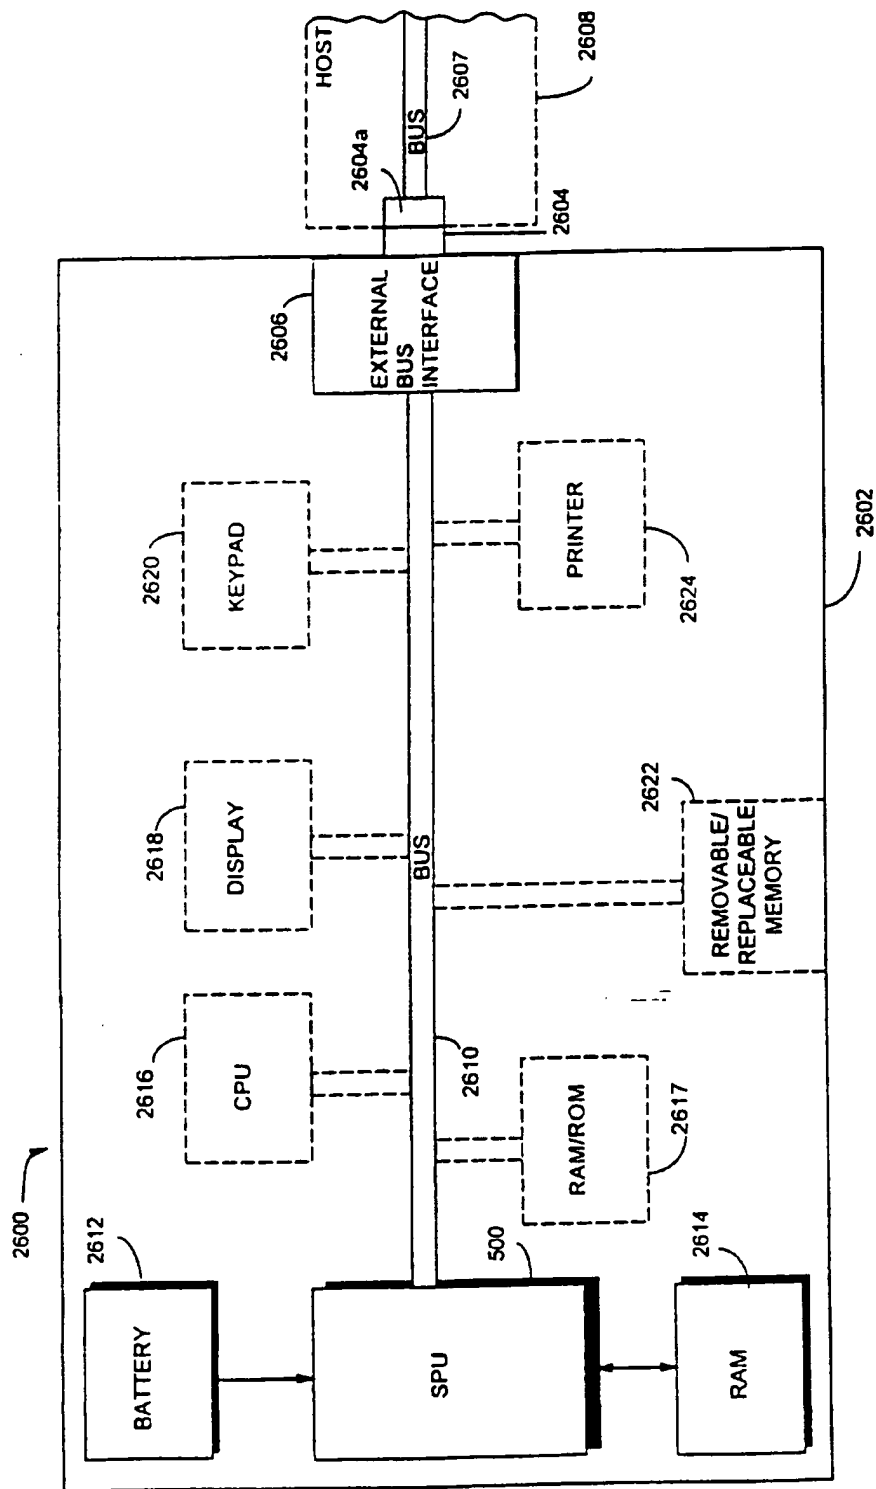 2600
2612
BATTERY
SPU
500
RAM
2614
2616
CPU
2610
RAM/ROM
2617
2618
DISPLAY
BUS
2622
REMOVABLE/
REPLACEABLE
MEMORY
2620
KEYPAD
PRINTER
2624
2606
EXTERNAL
BUS
INTERFACE
2602
2604a
2604
HOST
BUS
2607
2608